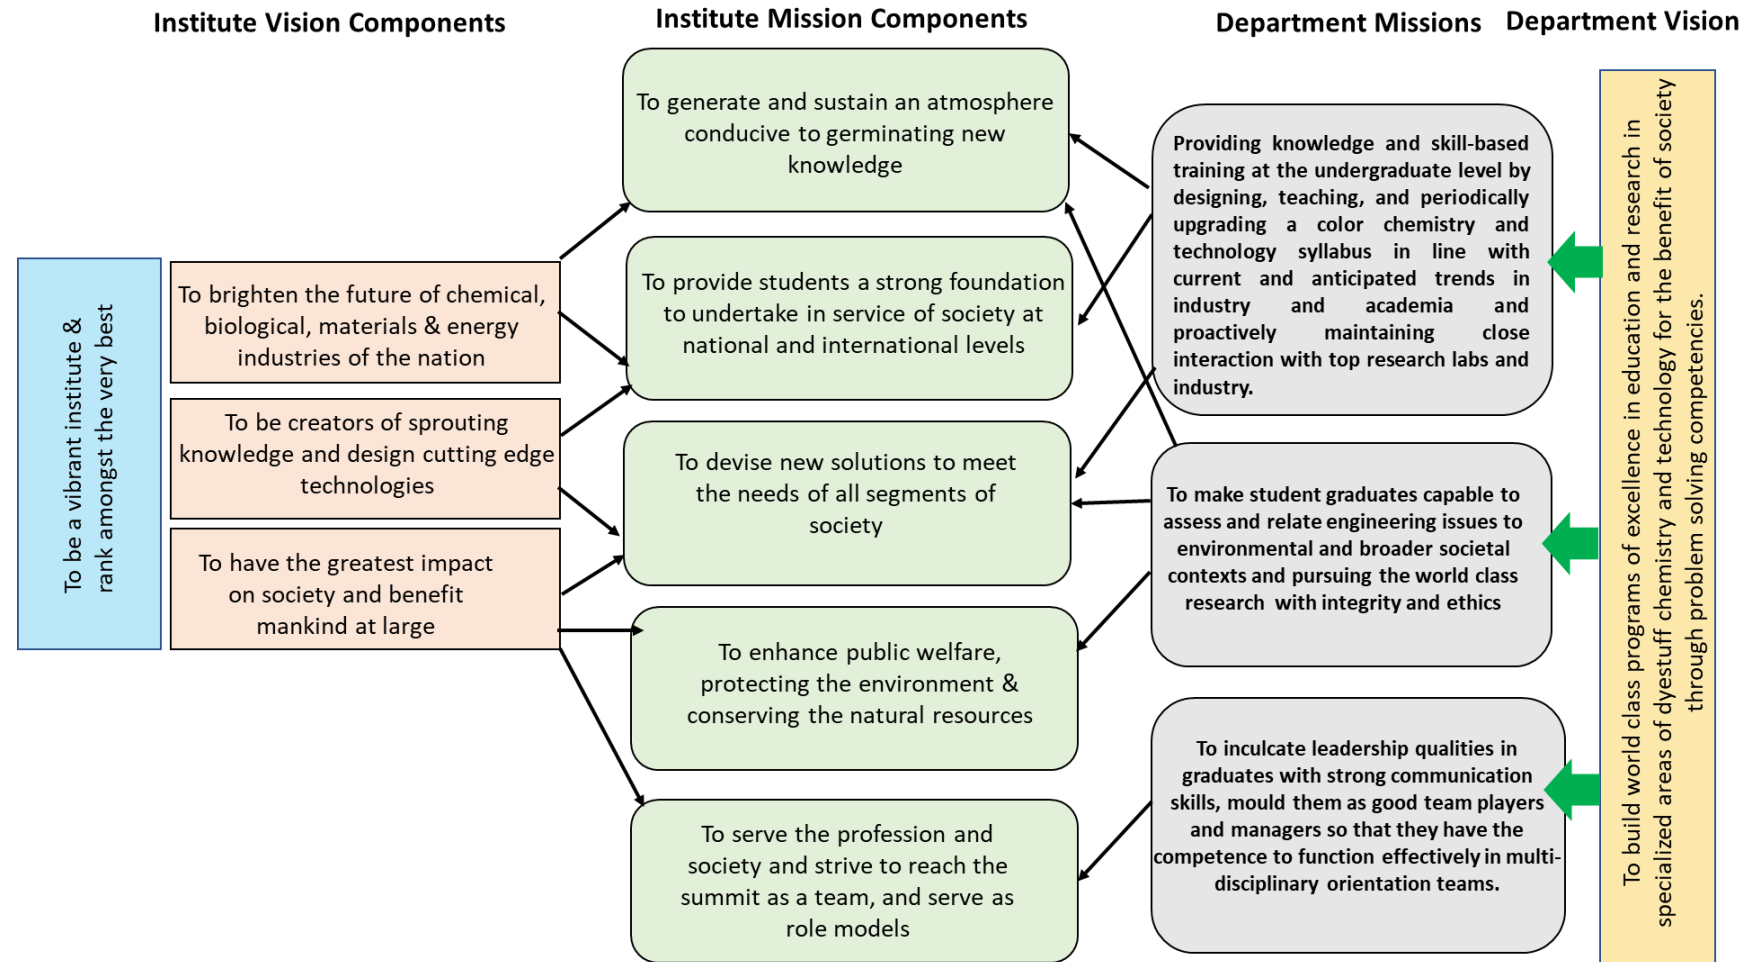 Institute Vision Components
Institute Mission Components
Department Missions
Department Vision
To be a vibrant institute &
rank amongst the very best
To brighten the future of chemical,
biological, materials & energy
industries of the nation
To be creators of sprouting
knowledge and design cutting edge
technologies
To have the greatest impact
on society and benefit
mankind at large
To generate and sustain an atmosphere
conducive to germinating new
knowledge
To provide students a strong foundation
to undertake in service of society at
national and international levels
To devise new solutions to meet
the needs of all segments of
society
To enhance public welfare,
protecting the environment &
conserving the natural resources
To serve the profession and
society and strive to reach the
summit as a team, and serve as
role models
Providing knowledge and skill-based
training at the undergraduate level by
designing, teaching, and periodically
upgrading a color chemistry and
technology syllabus in line with
current and anticipated trends in
industry and academia and
proactively maintaining close
interaction with top research labs and
industry.
To make student graduates capable to
assess and relate engineering issues to
environmental and broader societal
contexts and pursuing the world class
research with integrity and ethics
To inculcate leadership qualities in
graduates with strong communication
skills, mould them as good team players
and managers so that they have the
competence to function effectively in multi-
disciplinary orientation teams.
To build world class programs of excellence in education and research in
specialized areas of dyestuff chemistry and technology for the benefit of society
through problem solving competencies.